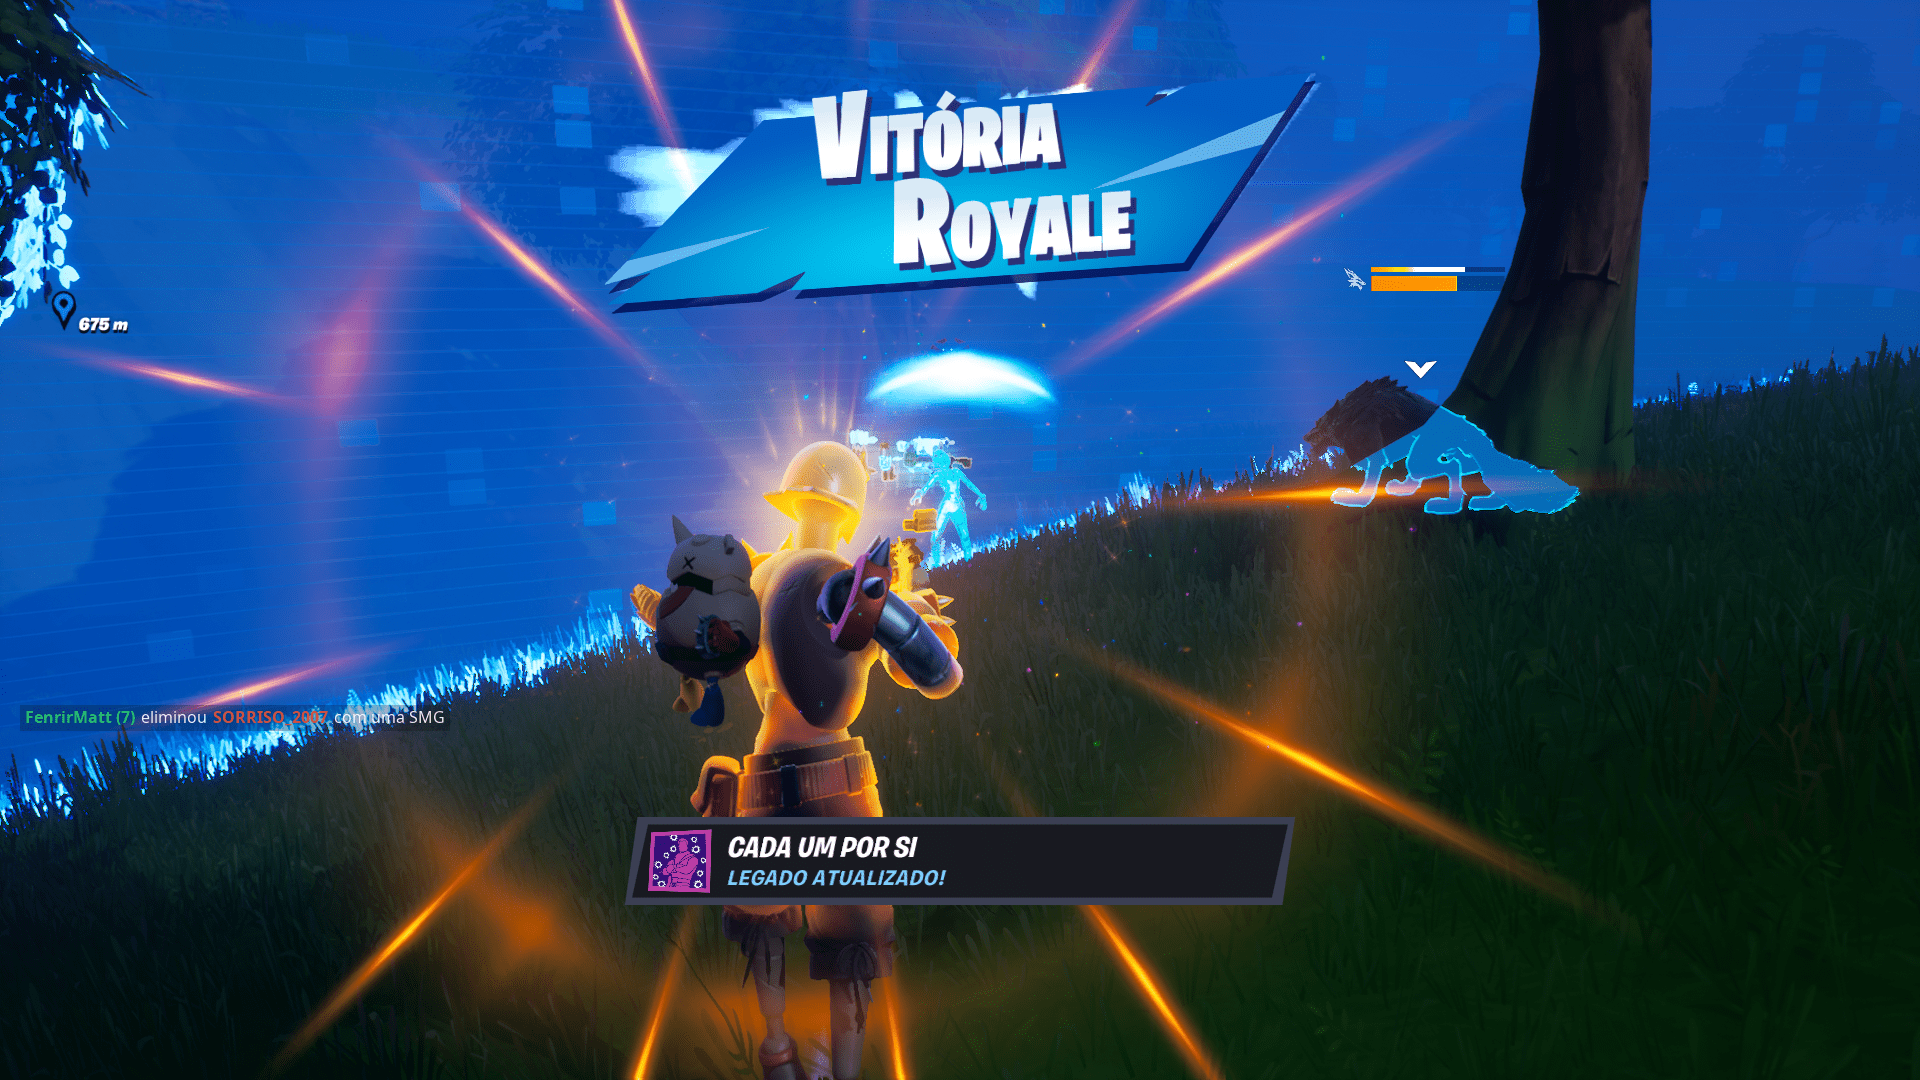 VITÓRIA
ROYALE
675 m
FenrirMatt (7) eliminou SORRISO_2007 com uma SMG
CADA UM POR SI
LEGADO ATUALIZADO!